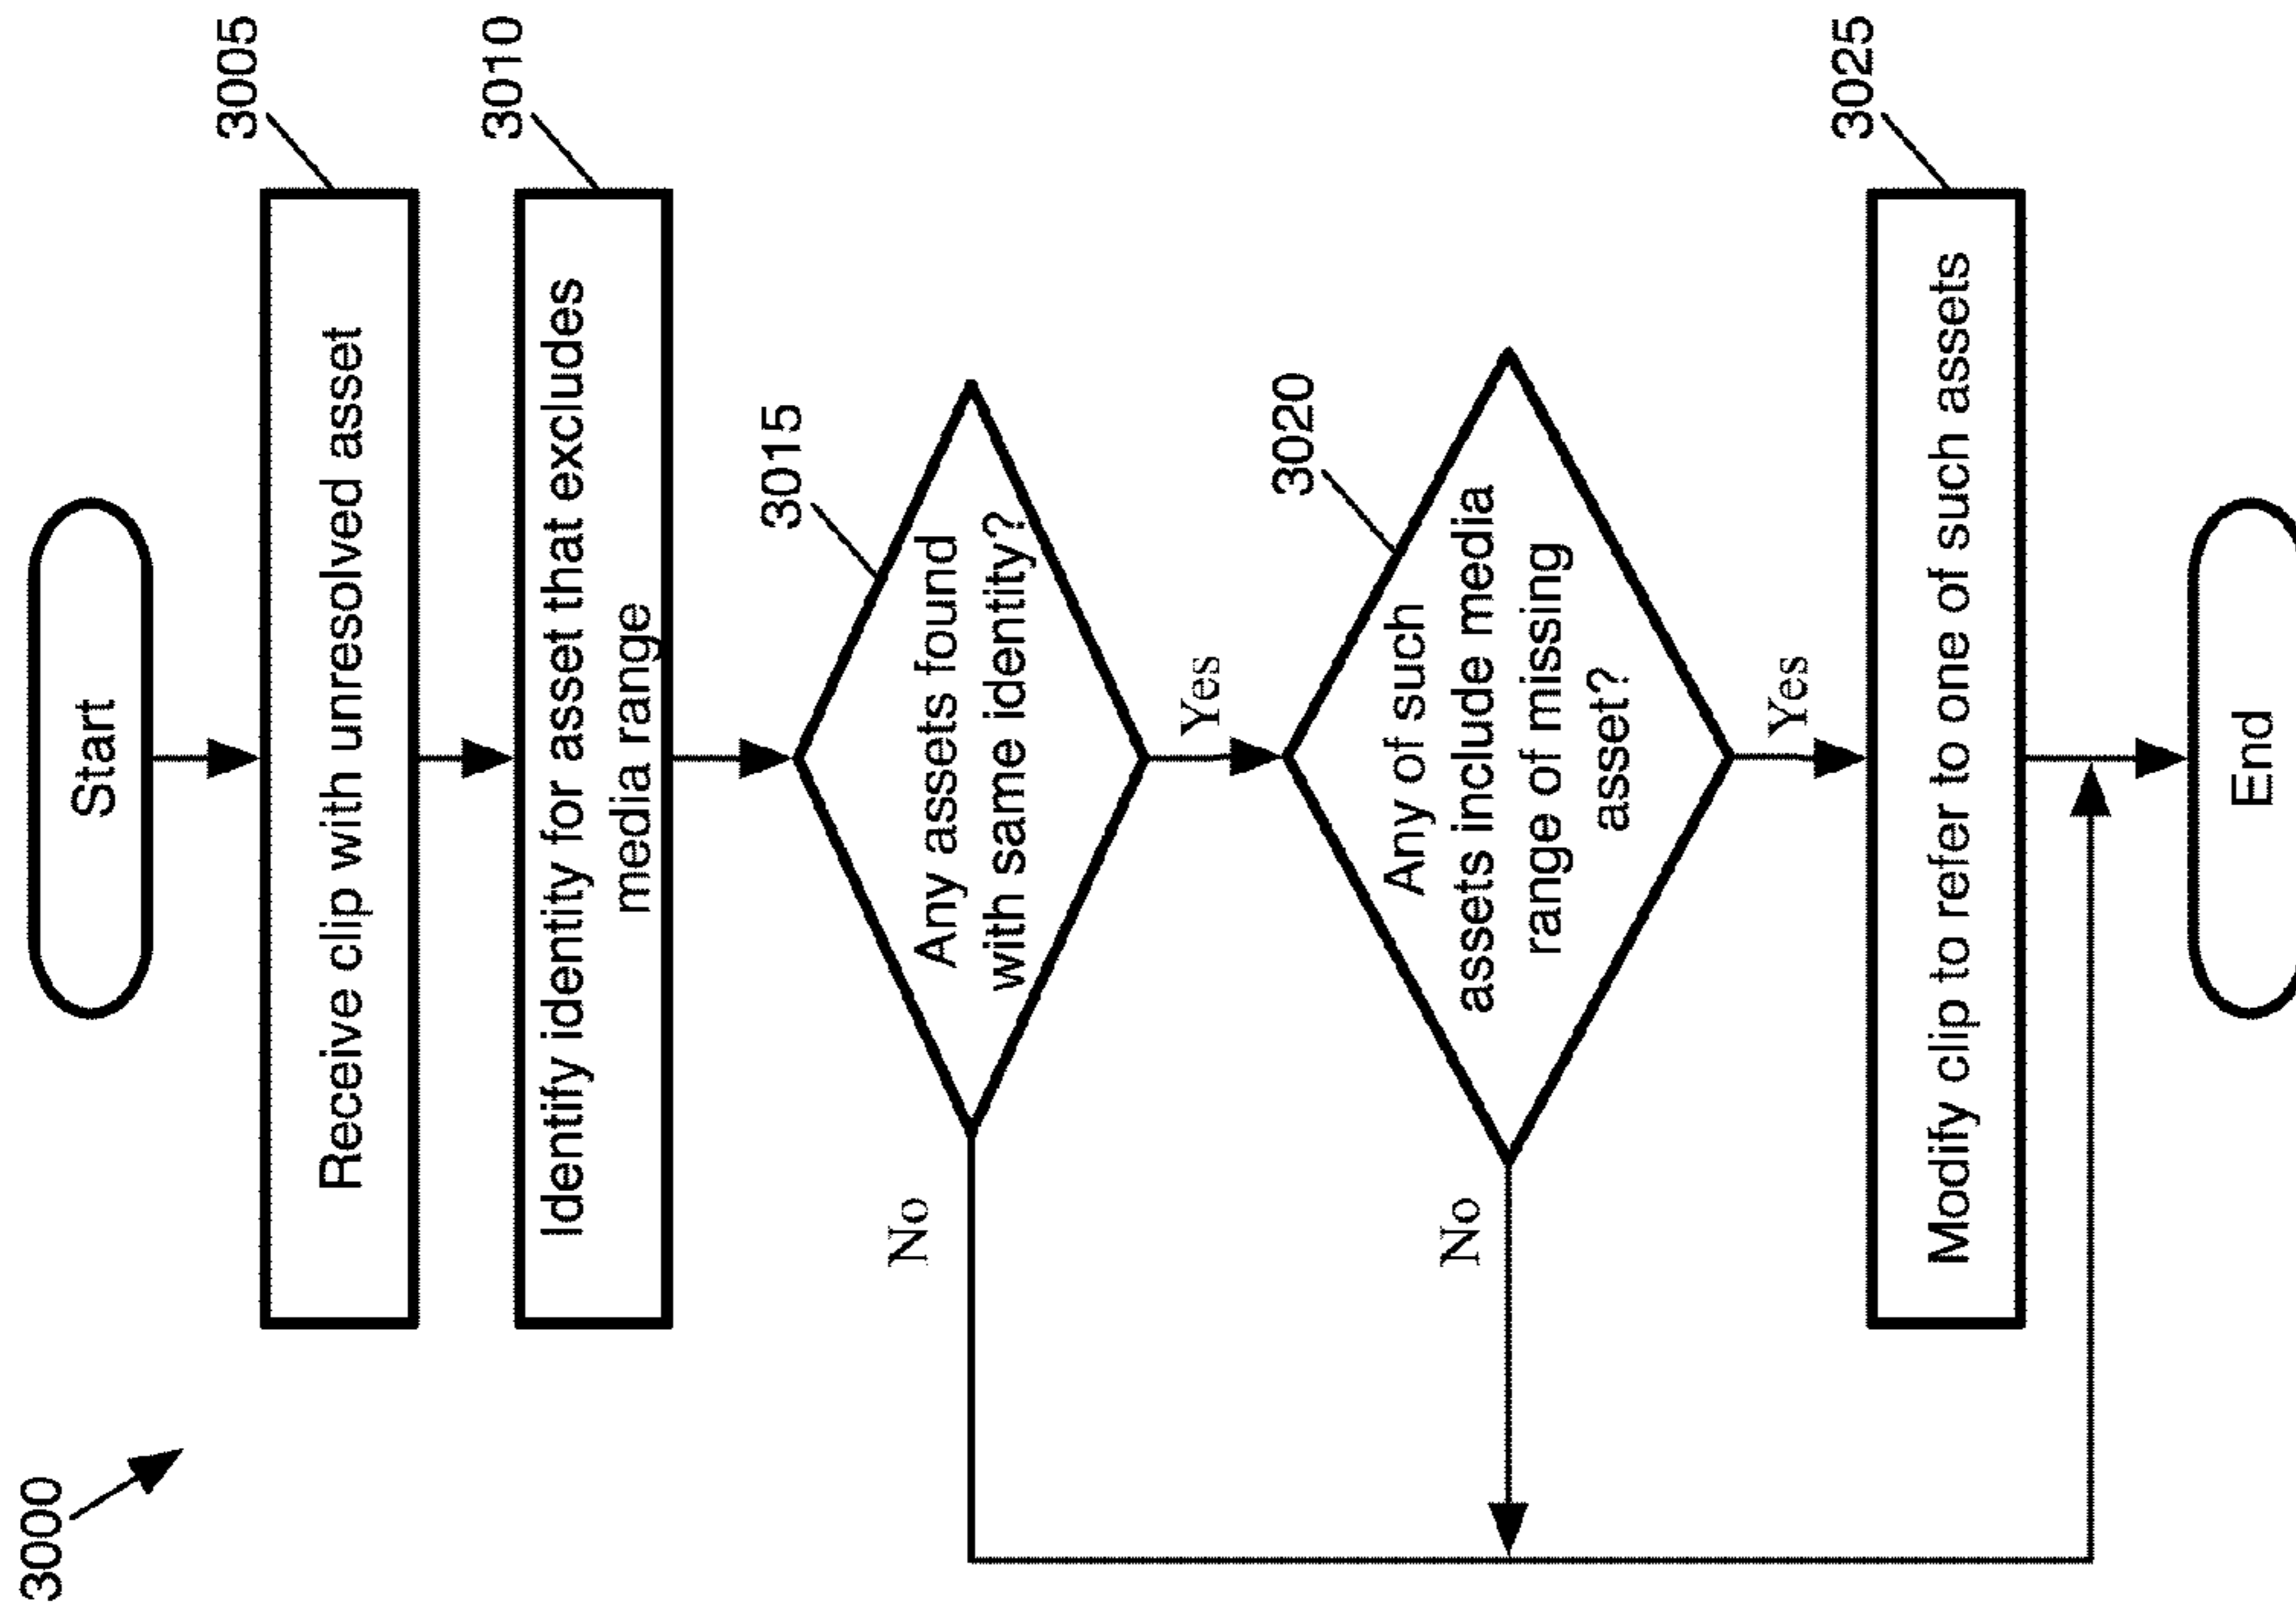 3000
Start
3005
Receive clip with unresolved asset
3010
Identify identity for asset that excludes
media range
3015
Any assets found
with same identity?
No
Yes
3020
Any of such
assets include media
range of missing
asset?
No
Yes
3025
Modify clip to refer to one of such assets
End